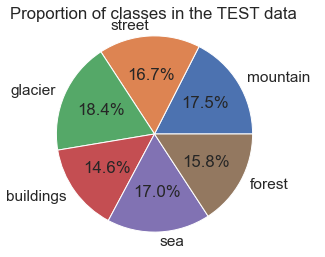 Proportion of classes in the TEST data
street
16.7%
mountain
17.5%
glacier
18.4%
buildings
14.6%
sea
17.0%
forest
15.8%